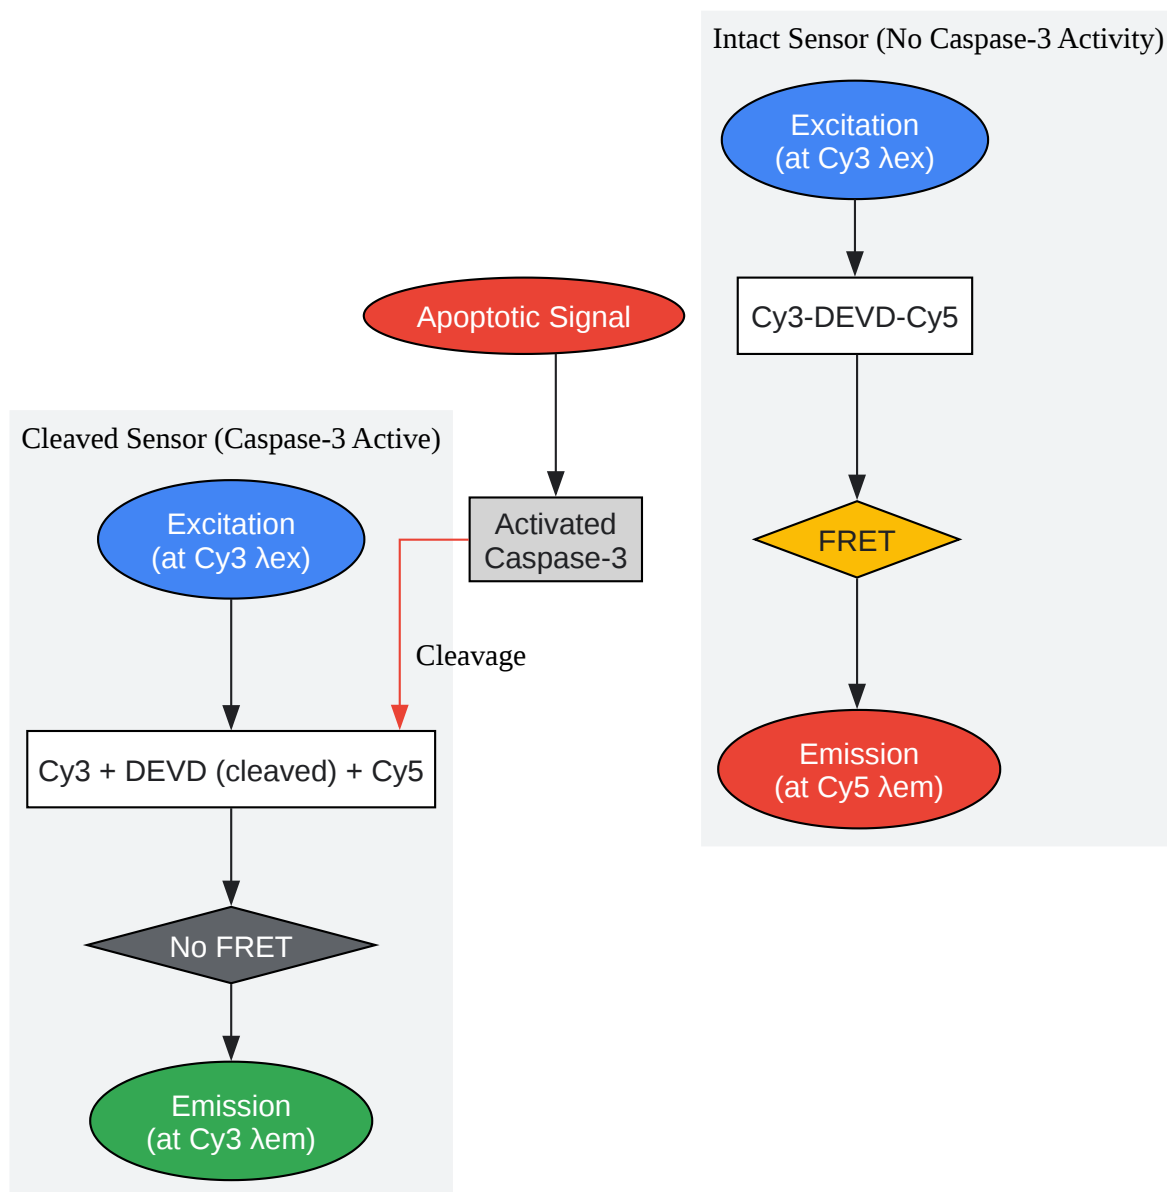 Intact Sensor (No Caspase-3 Activity)
Excitation
(at Cy3 λex)
Cy3-DEVD-Cy5
FRET
Emission
(at Cy5 λem)
Apoptotic Signal
Activated
Caspase-3
Cleavage
Cleaved Sensor (Caspase-3 Active)
Excitation
(at Cy3 λex)
Cy3 + DEVD (cleaved) + Cy5
No FRET
Emission
(at Cy3 λem)